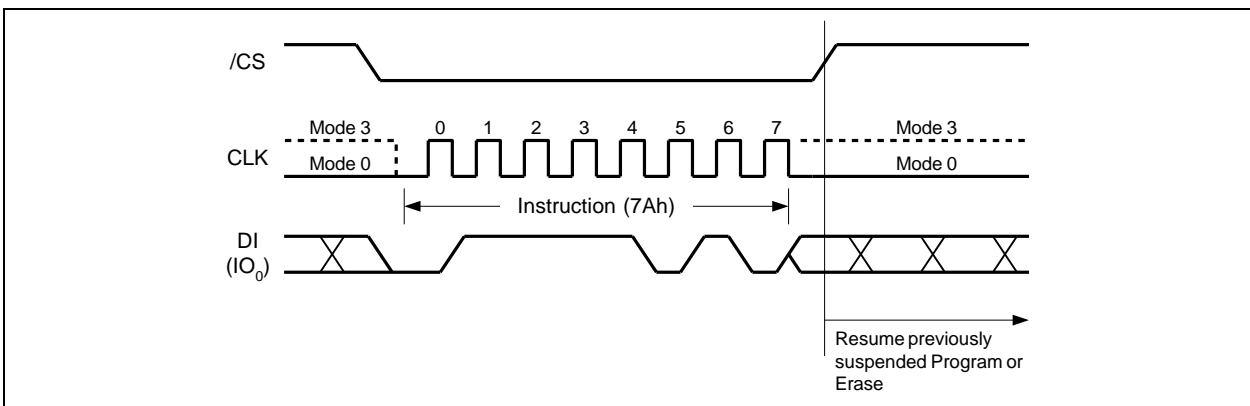 /CS
Mode 3 0 1 2 3 4 5 6 7 Mode 3
CLK
Mode 0 Mode 0
Instruction (7Ah)
DI
(IO0)
Resume previously
suspended Program or
Erase